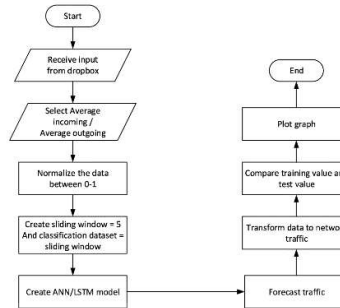 Start
Receive input
from dropbox
Select Average
incoming /
Average outgoing
Normalize the data
between 0-1
Create sliding window = 5
And classification dataset =
sliding window
Create ANN/LSTM model
End
Plot graph
Compare training value an
test value
Transform data to network
traffic
Forecast traffic